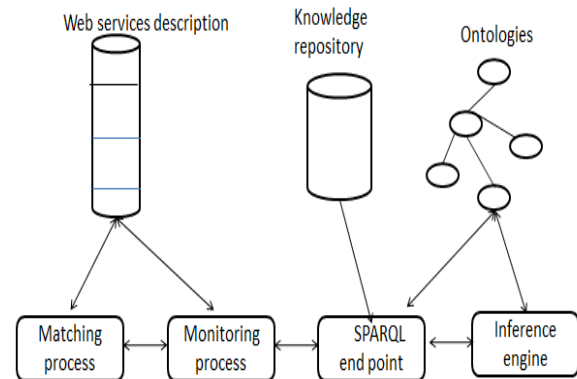 Web services description
Knowledge
repository
Ontologies
Matching
process
Monitoring
process
SPARQL
end point
Inference
engine